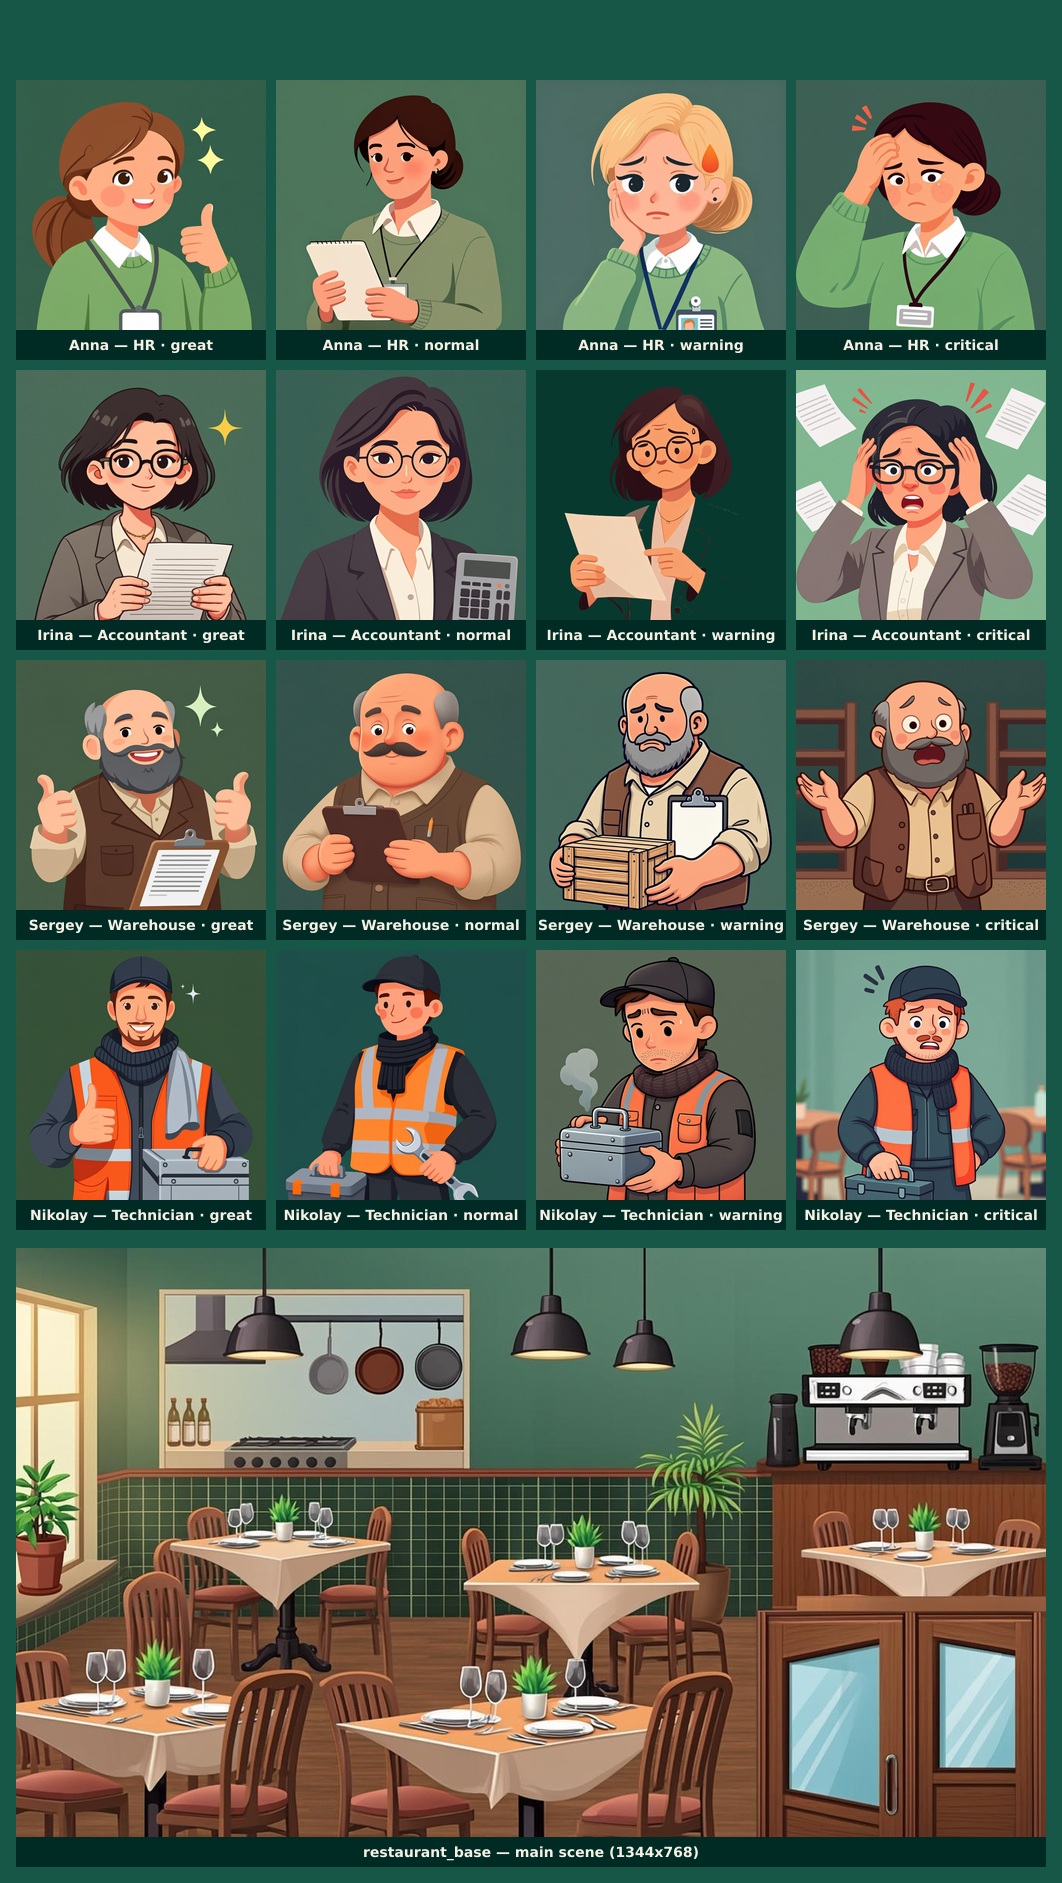 Anna — HR · great
Anna — HR · normal
Anna — HR · warning
Anna — HR · critical
Irina — Accountant · great
Irina — Accountant · normal
Irina — Accountant · warning
Irina — Accountant · critical
Sergey — Warehouse · great
Sergey — Warehouse · normal
Sergey — Warehouse · warning
Sergey — Warehouse · critical
Nikolay — Technician · great
Nikolay — Technician · normal
Nikolay — Technician · warning
Nikolay — Technician · critical
restaurant_base — main scene (1344x768)